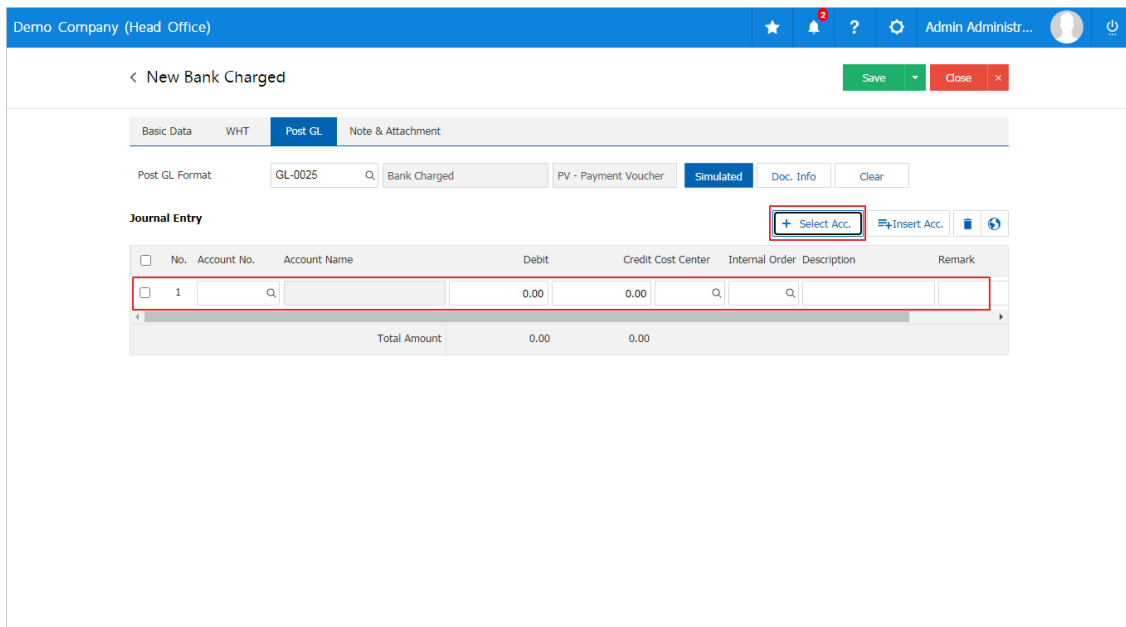 Demo Company (Head Office)
2
? Admin Administr...
< New Bank Charged
Save
Close ×
Basic Data WHT Post GL Note & Attachment
Post GL Format GL-0025 Bank Charged PV - Payment Voucher Simulated Doc. Info Clear
Journal Entry
+ Select Acc. Insert Acc.
No. Account No. Account Name Debit Credit Cost Center Internal Order Description Remark
1 0.00 0.00
Total Amount 0.00 0.00